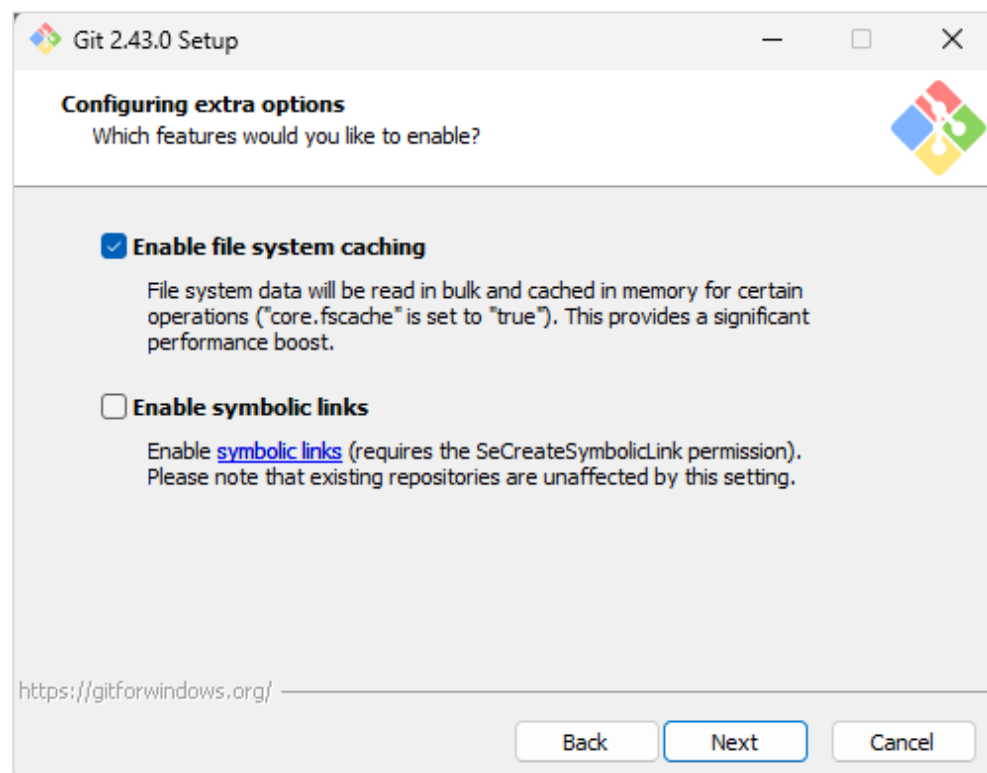 Git 2.43.0 Setup
Configuring extra options
Which features would you like to enable?
Enable file system caching
File system data will be read in bulk and cached in memory for certain
operations ("core.fscache" is set to "true"). This provides a significant
performance boost.
Enable symbolic links
Enable symbolic links (requires the SeCreateSymbolicLink permission).
Please note that existing repositories are unaffected by this setting.
https://gitforwindows.org/
Back
Next
Cancel